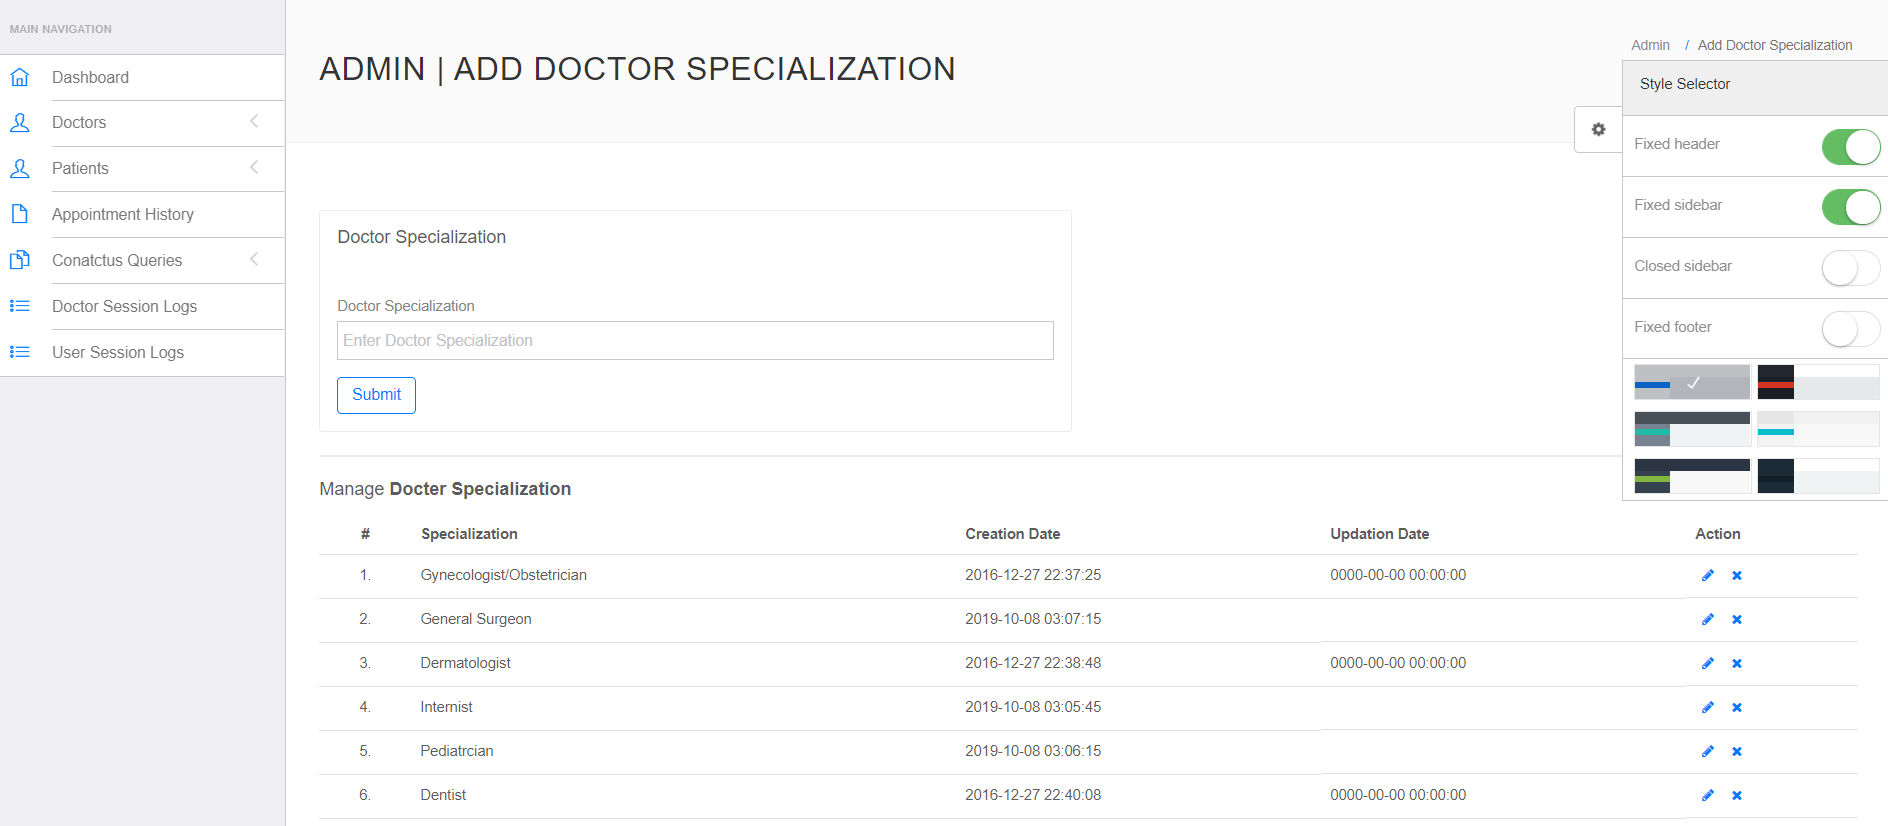 MAIN NAVIGATION
Dashboard
Doctors
Patients
Appointment History
Conatctus Queries
Doctor Session Logs
User Session Logs
ADMIN | ADD DOCTOR SPECIALIZATION
Admin / Add Doctor Specialization
Style Selector
Fixed header
Fixed sidebar
Closed sidebar
Fixed footer
Doctor Specialization
Doctor Specialization
Enter Doctor Specialization
Submit
Manage Docter Specialization
# Specialization Creation Date Updation Date Action
1. Gynecologist/Obstetrician 2016-12-27 22:37:25 0000-00-00 00:00:00
2. General Surgeon 2019-10-08 03:07:15
3. Dermatologist 2016-12-27 22:38:48 0000-00-00 00:00:00
4. Internist 2019-10-08 03:05:45
5. Pediatrcian 2019-10-08 03:06:15
6. Dentist 2016-12-27 22:40:08 0000-00-00 00:00:00